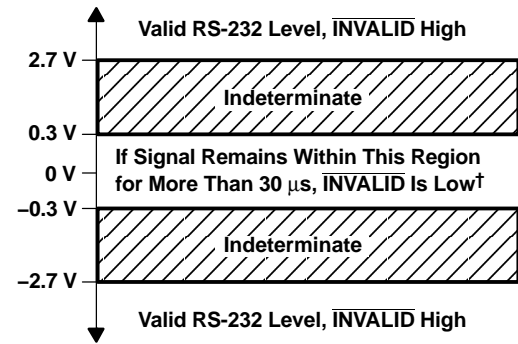 Valid RS-232 Level, INVALID High
2.7 V
Indeterminate
0.3 V
If Signal Remains Within This Region
0 V
for More Than 30 μs, INVALID Is Low†
–0.3 V
Indeterminate
–2.7 V
Valid RS-232 Level, INVALID High